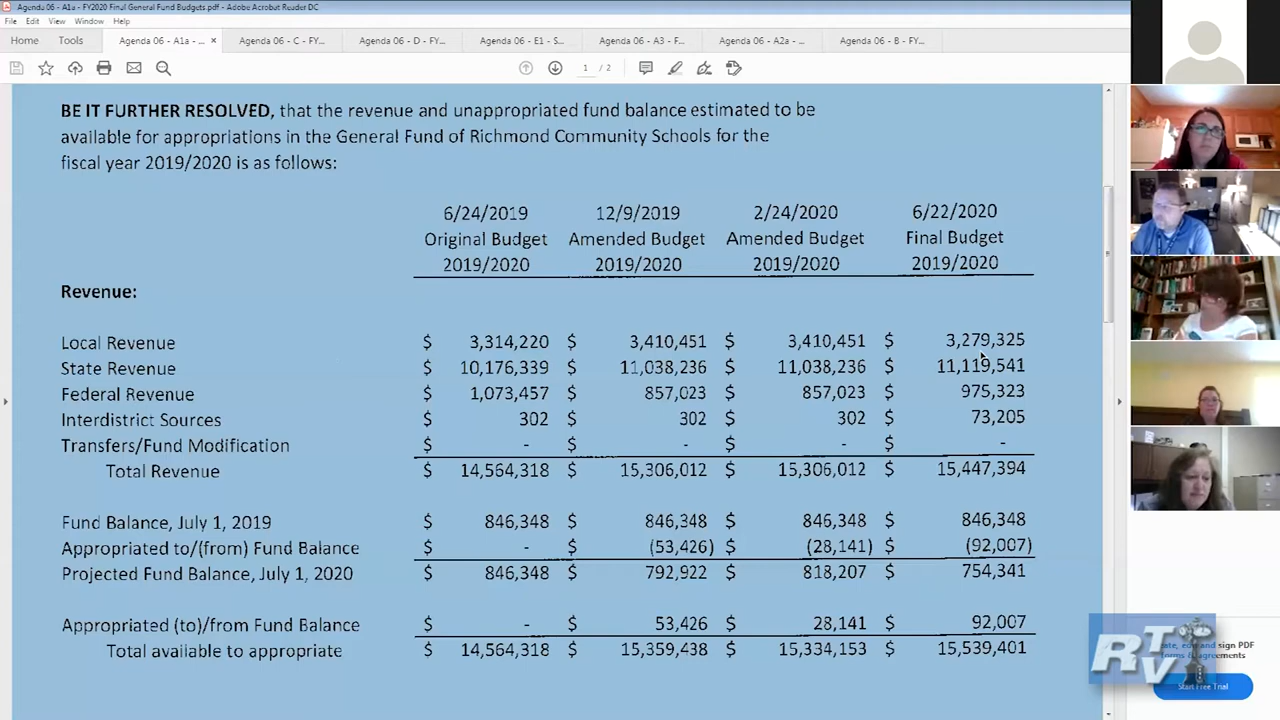 Agenda 06 - A1a - FY2020 Final General Fund Budgets.pdf - Adobe Acrobat Reader DC
File Edit View Window Help
Home Tools Agenda 06 - A1a - ... × Agenda 06 - C - FY... Agenda 06 - D - FY... Agenda 06 - E1 - S... Agenda 06 - A3 - F... Agenda 06 - A2a - ... Agenda 06 - B - FY...
1 / 2
BE IT FURTHER RESOLVED, that the revenue and unappropriated fund balance estimated to be
available for appropriations in the General Fund of Richmond Community Schools for the
fiscal year 2019/2020 is as follows:
6/24/2019 12/9/2019 2/24/2020 6/22/2020
Original Budget Amended Budget Amended Budget Final Budget
2019/2020 2019/2020 2019/2020 2019/2020
Revenue:
Local Revenue $ 3,314,220 $ 3,410,451 $ 3,410,451 $ 3,279,325
State Revenue $ 10,176,339 $ 11,038,236 $ 11,038,236 $ 11,119,541
Federal Revenue $ 1,073,457 $ 857,023 $ 857,023 $ 975,323
Interdistrict Sources $ 302 $ 302 $ 302 $ 73,205
Transfers/Fund Modification $ - $ - $ - $ -
Total Revenue $ 14,564,318 $ 15,306,012 $ 15,306,012 $ 15,447,394
Fund Balance, July 1, 2019 $ 846,348 $ 846,348 $ 846,348 $ 846,348
Appropriated to/(from) Fund Balance $ - $ (53,426) $ (28,141) $ (92,007)
Projected Fund Balance, July 1, 2020 $ 846,348 $ 792,922 $ 818,207 $ 754,341
Appropriated (to)/from Fund Balance $ - $ 53,426 $ 28,141 $ 92,007
Total available to appropriate $ 14,564,318 $ 15,359,438 $ 15,334,153 $ 15,539,401
RTV
edit and sign PDF
agreements
Start Free Trial